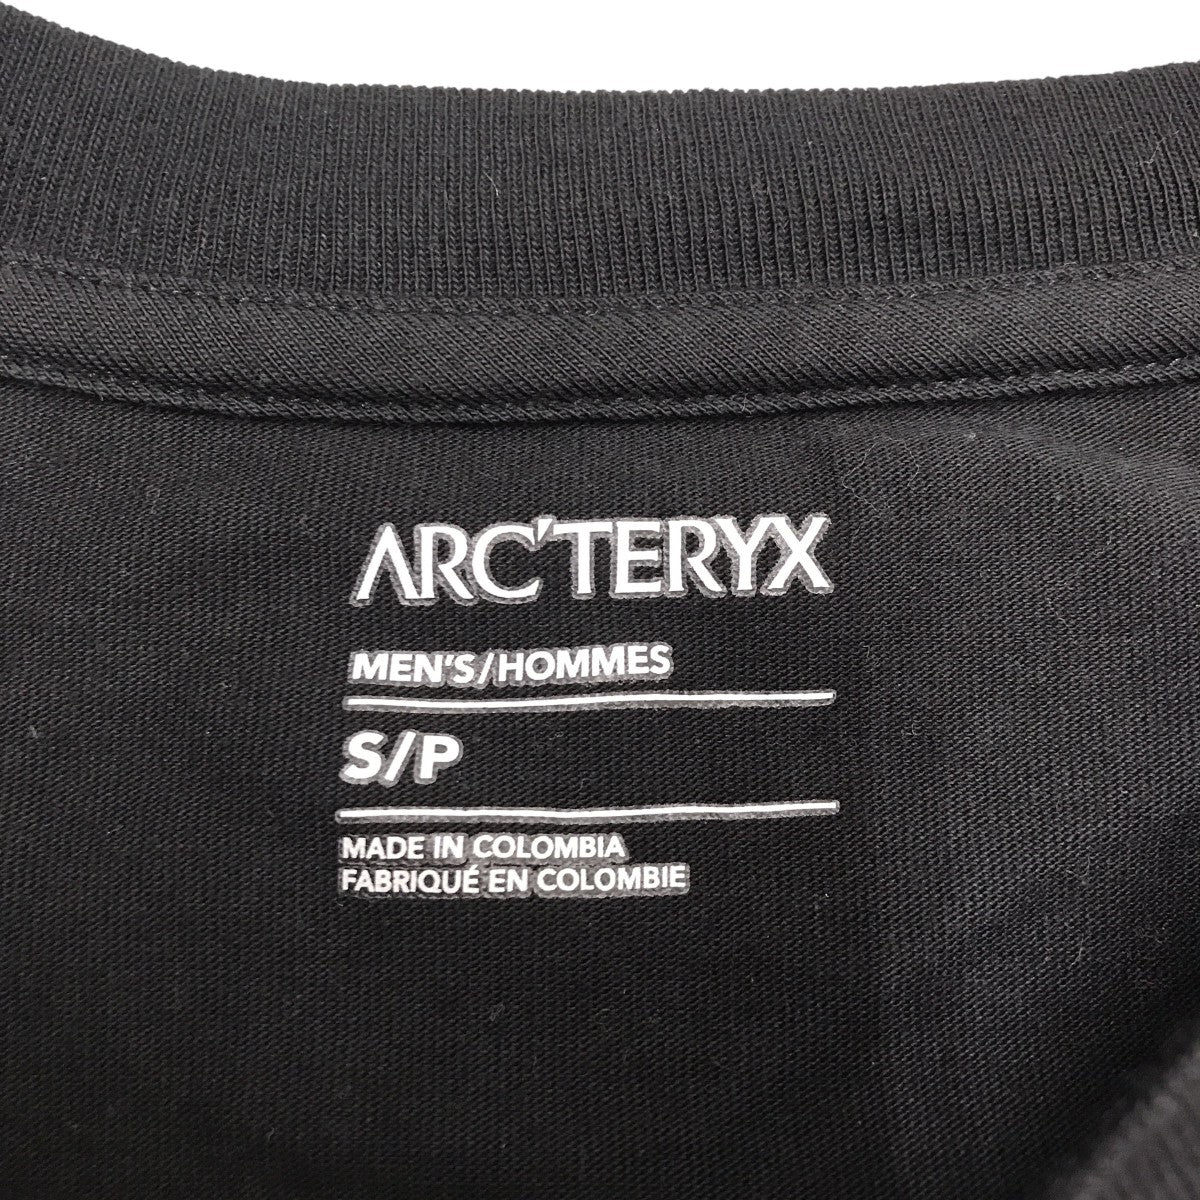 ARC'TERYX
MEN'S/HOMMES
S/P
MADE IN COLOMBIA
FABRIQUÉ EN COLOMBIE